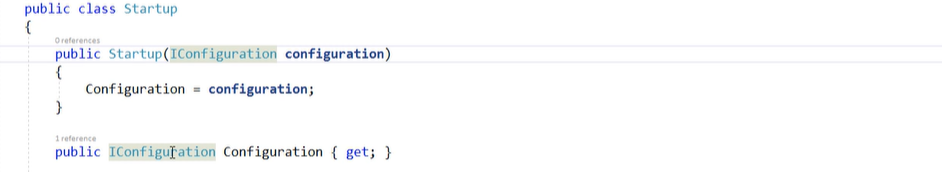 public class Startup
{
0 references
public Startup(IConfiguration configuration)
{
Configuration = configuration;
}
1 reference
public IConfiguration Configuration { get; }